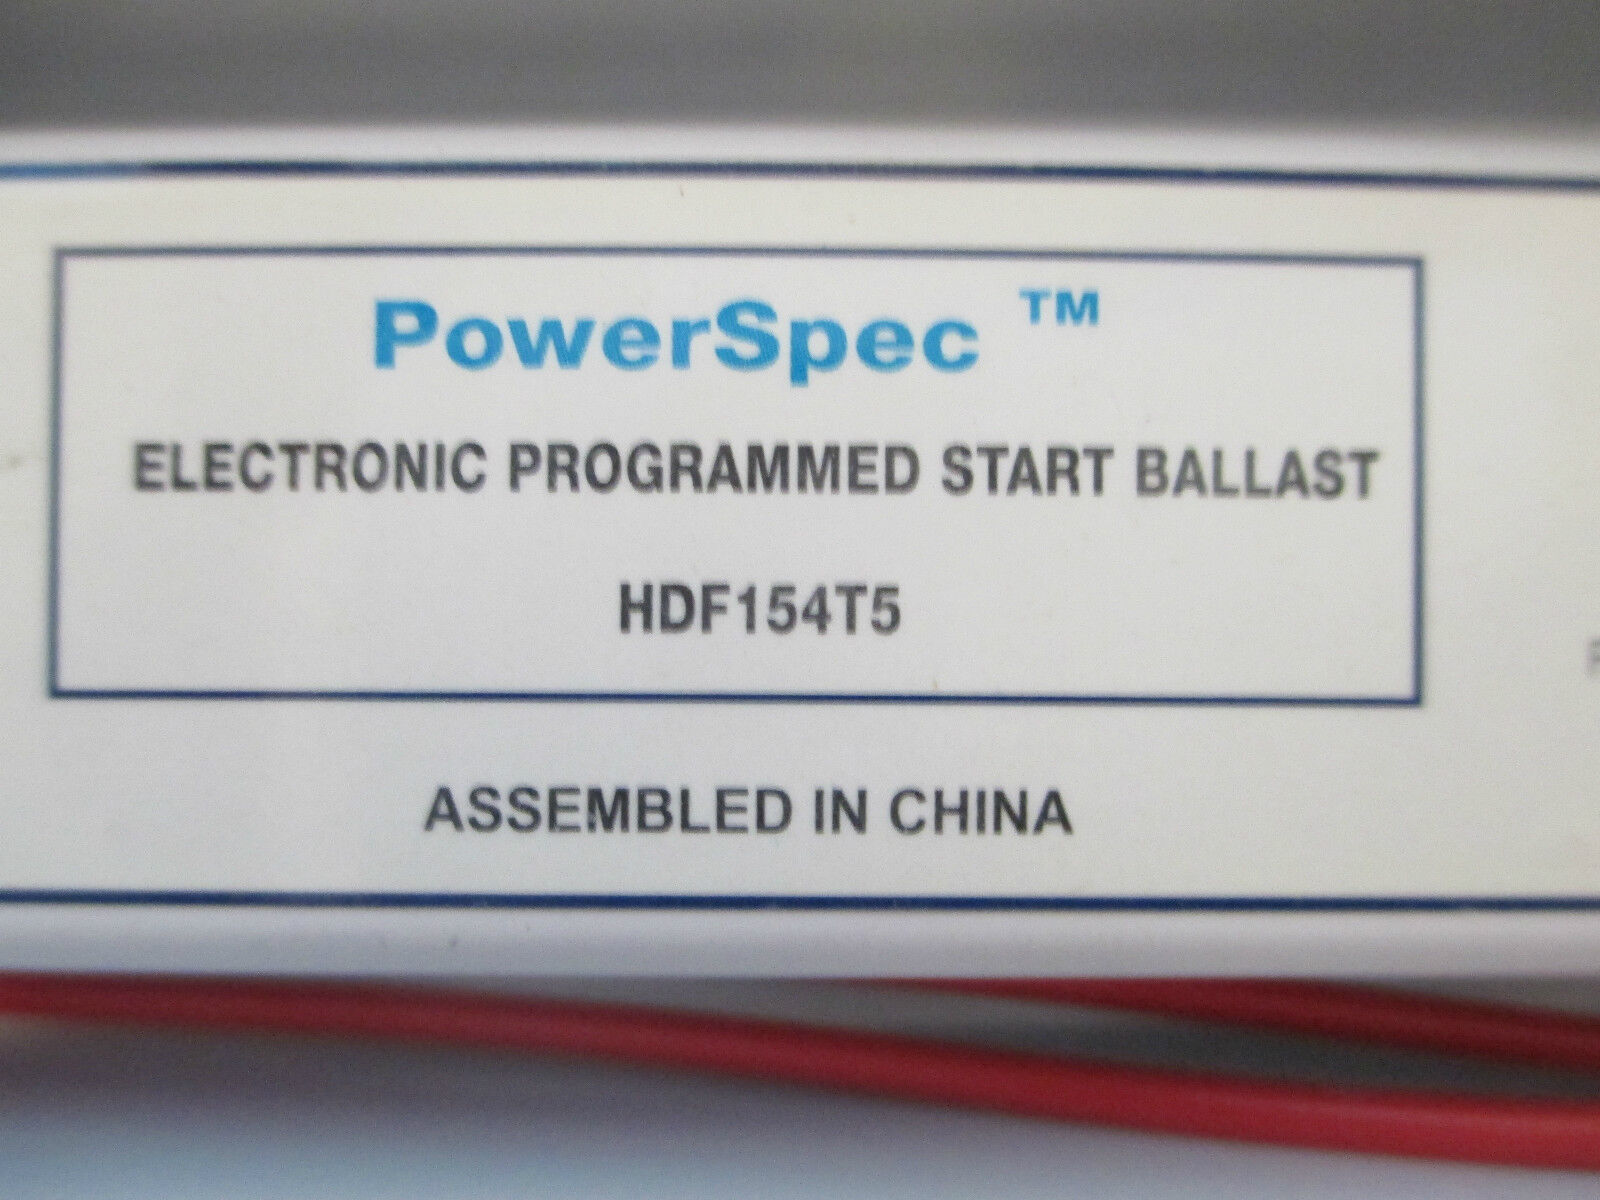 PowerSpec ™
ELECTRONIC PROGRAMMED START BALLAST
HDF154T5
ASSEMBLED IN CHINA